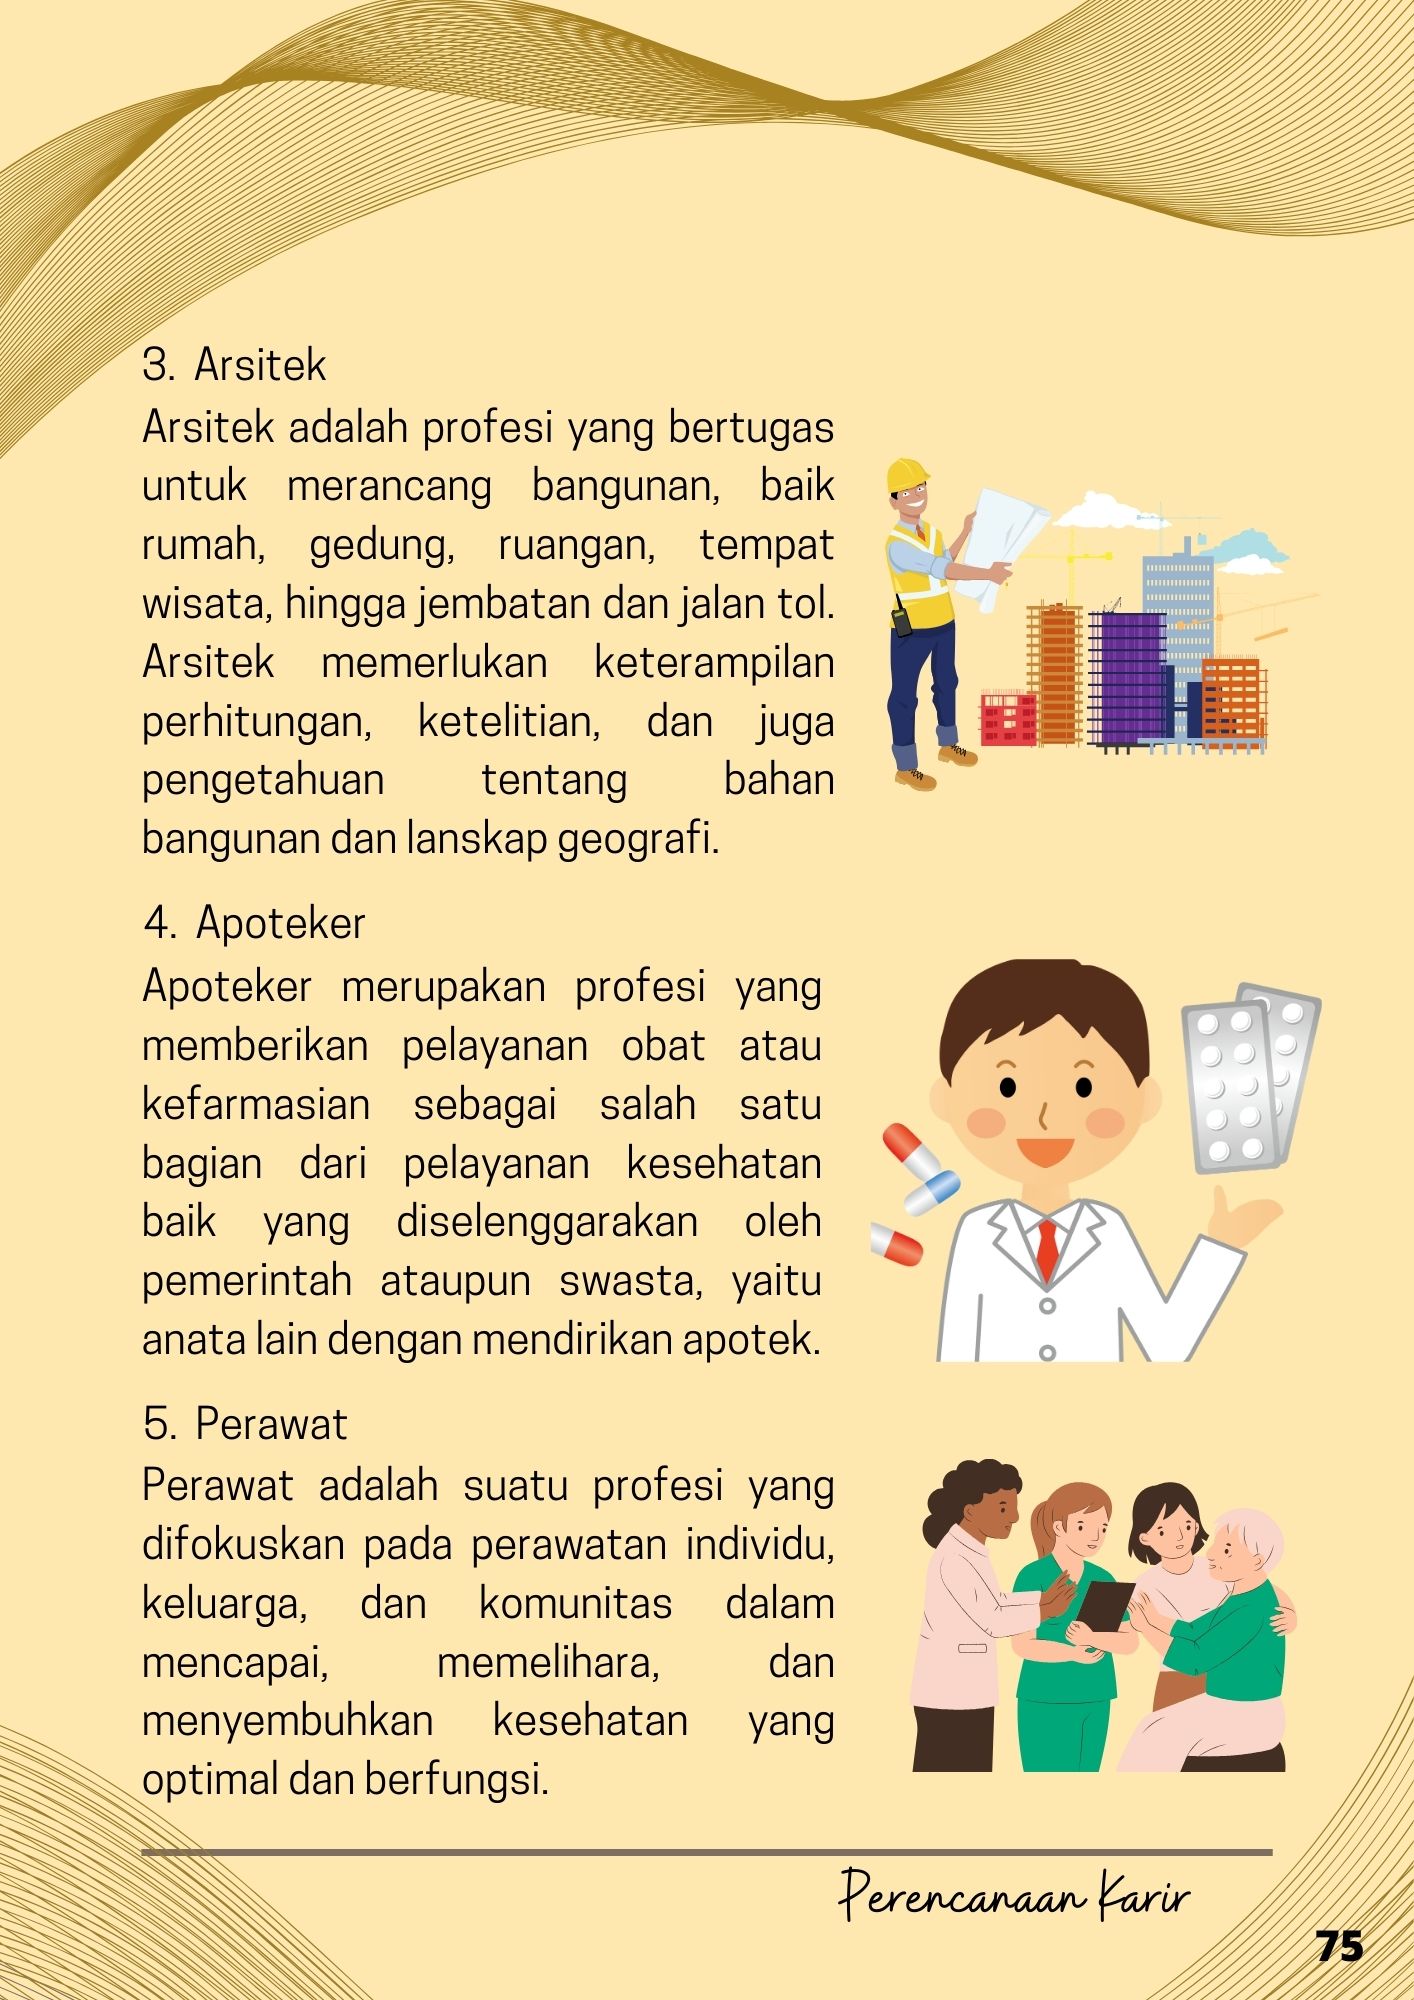 3. Arsitek
Arsitek adalah profesi yang bertugas
untuk merancang bangunan, baik
rumah, gedung, ruangan, tempat
wisata, hingga jembatan dan jalan tol.
Arsitek memerlukan keterampilan
perhitungan, ketelitian, dan juga
pengetahuan tentang bahan
bangunan dan lanskap geografi.
4. Apoteker
Apoteker merupakan profesi yang
memberikan pelayanan obat atau
kefarmasian sebagai salah satu
bagian dari pelayanan kesehatan
baik yang diselenggarakan oleh
pemerintah ataupun swasta, yaitu
anata lain dengan mendirikan apotek.
5. Perawat
Perawat adalah suatu profesi yang
difokuskan pada perawatan individu,
keluarga, dan komunitas dalam
mencapai, memelihara, dan
menyembuhkan kesehatan yang
optimal dan berfungsi.
Perencanaan Karir
75